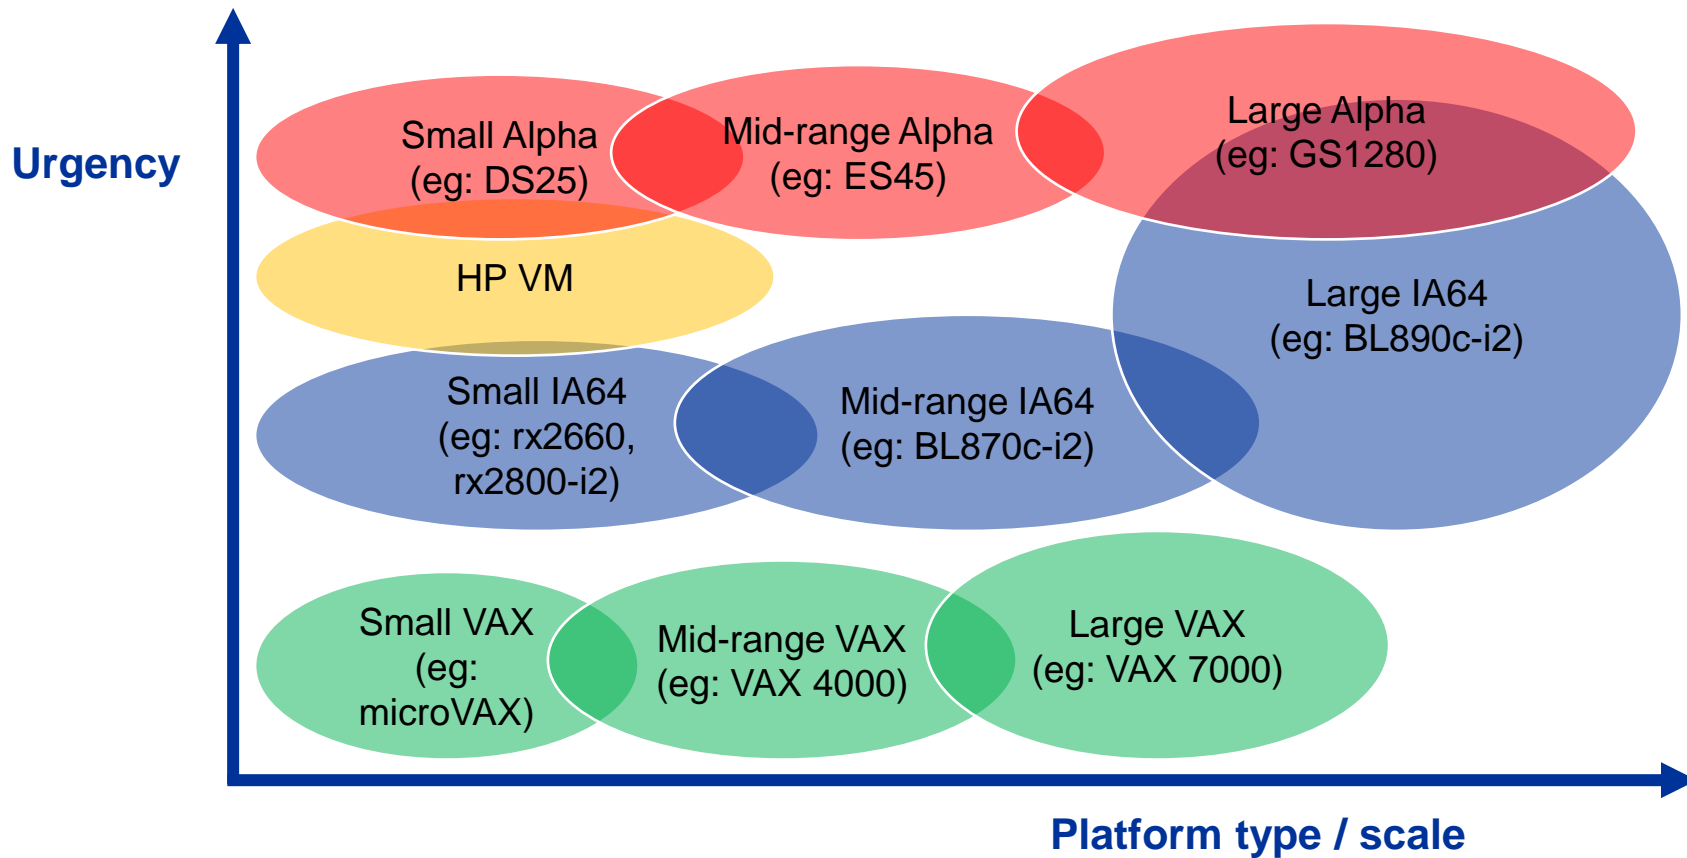 Urgency
Small Alpha
(eg: DS25)
Mid-range Alpha
(eg: ES45)
Large Alpha
(eg: GS1280)
HP VM
Large IA64
(eg: BL890c-i2)
Small IA64
(eg: rx2660,
rx2800-i2)
Mid-range IA64
(eg: BL870c-i2)
Small VAX
(eg:
microVAX)
Mid-range VAX
(eg: VAX 4000)
Large VAX
(eg: VAX 7000)
Platform type / scale